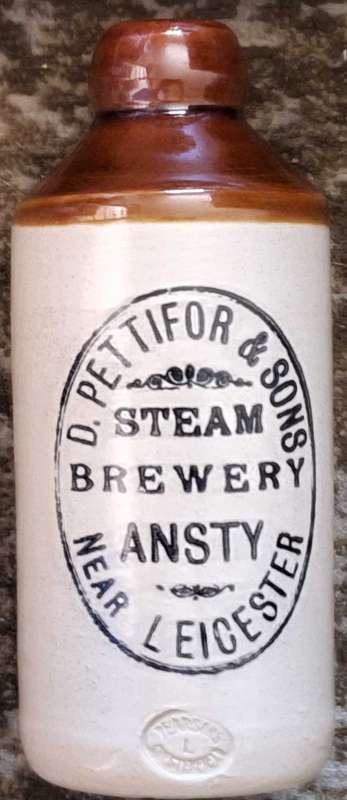 D. PETTIFOR & SONS
STEAM
BREWERY
ANSTY
NEAR LEICESTER